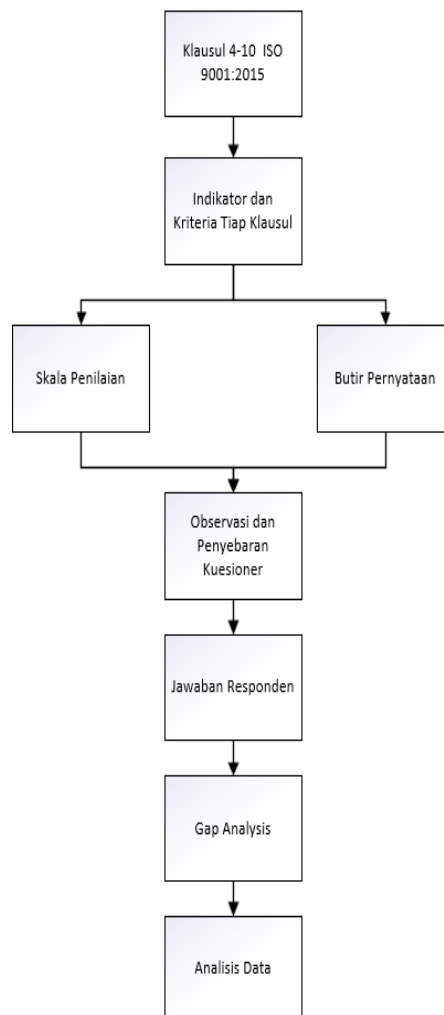 Klausul 4-10 ISO
9001:2015
Indikator dan
Kriteria Tiap Klausul
Skala Penilaian
Butir Pernyataan
Observasi dan
Penyebaran
Kuesioner
Jawaban Responden
Gap Analysis
Analisis Data